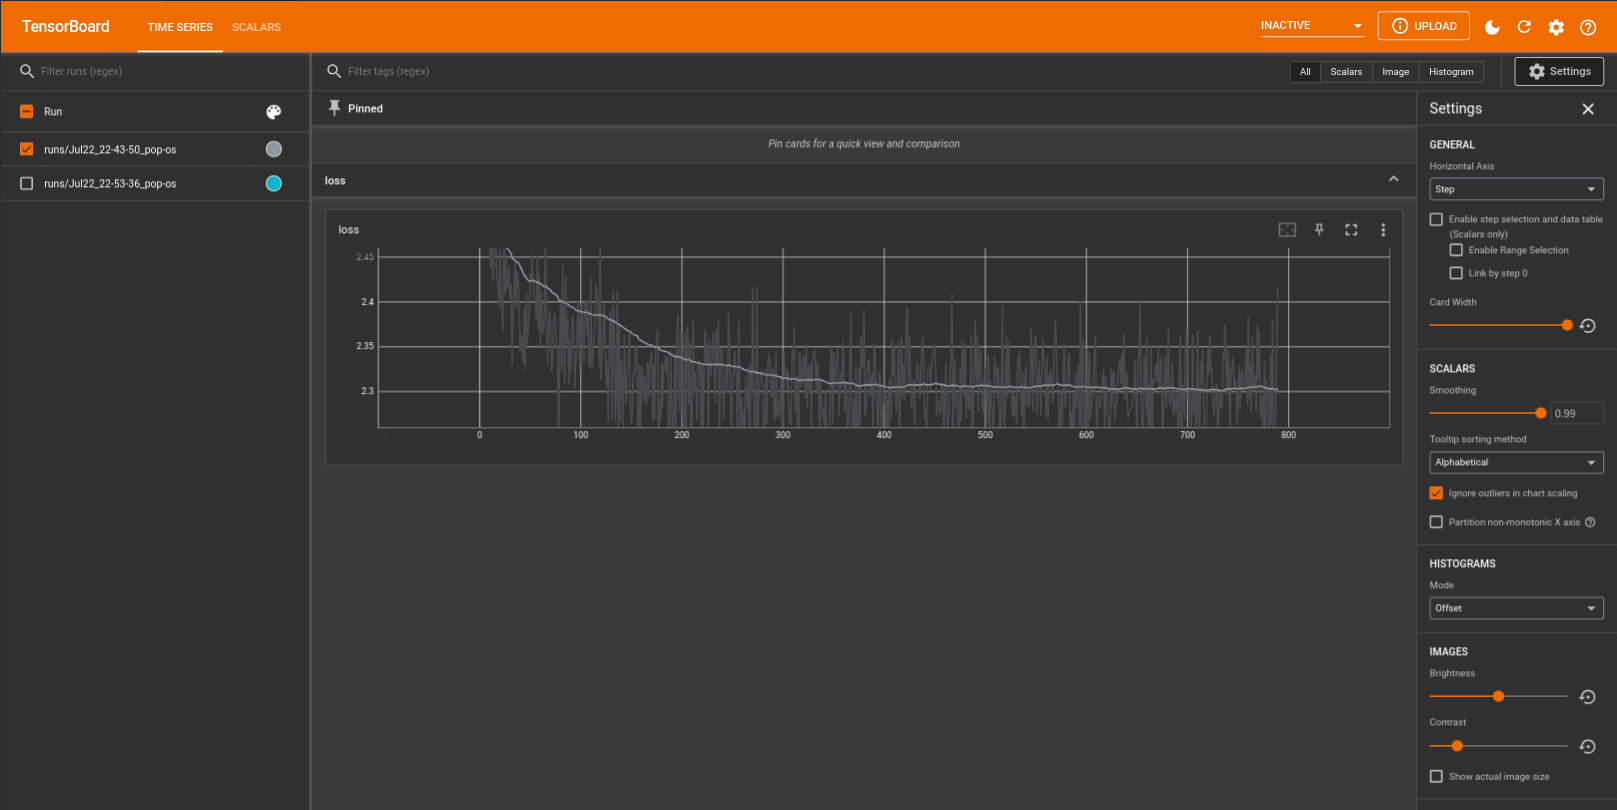 TensorBoard TIME SERIES SCALARS INACTIVE UPLOAD
Filter runs (regex)
Run
runs/Jul22_22-43-50_pop-os
runs/Jul22_22-53-36_pop-os
Filter tags (regex) All Scalars Image Histogram Settings
Pinned
Pin cards for a quick view and comparison
loss
loss
2.45
2.4
2.35
2.3
0 100 200 300 400 500 600 700 800
Settings
GENERAL
Horizontal Axis
Step
Enable step selection and data table
(Scalars only)
Enable Range Selection
Link by step 0
Card Width
SCALARS
Smoothing
0.99
Tooltip sorting method
Alphabetical
Ignore outliers in chart scaling
Partition non-monotonic X axis
HISTOGRAMS
Mode
Offset
IMAGES
Brightness
Contrast
Show actual image size